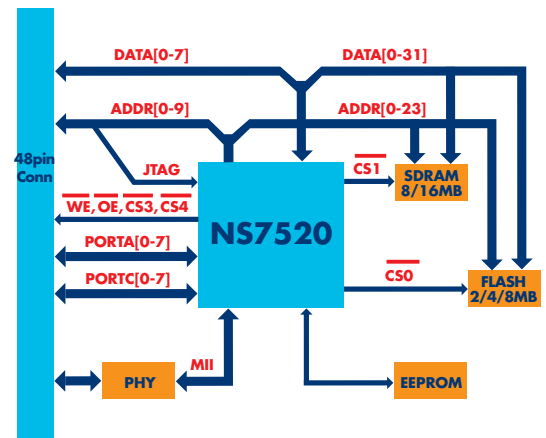 DATA[0-7]
DATA[0-31]
ADDR[0-9]
ADDR[0-23]
48pin
Conn
JTAG
CS1
SDRAM
8/16MB
WE, OE, CS3, CS4
NS7520
PORTA[0-7]
PORTC[0-7]
CS0
FLASH
2/4/8MB
MII
PHY
EEPROM